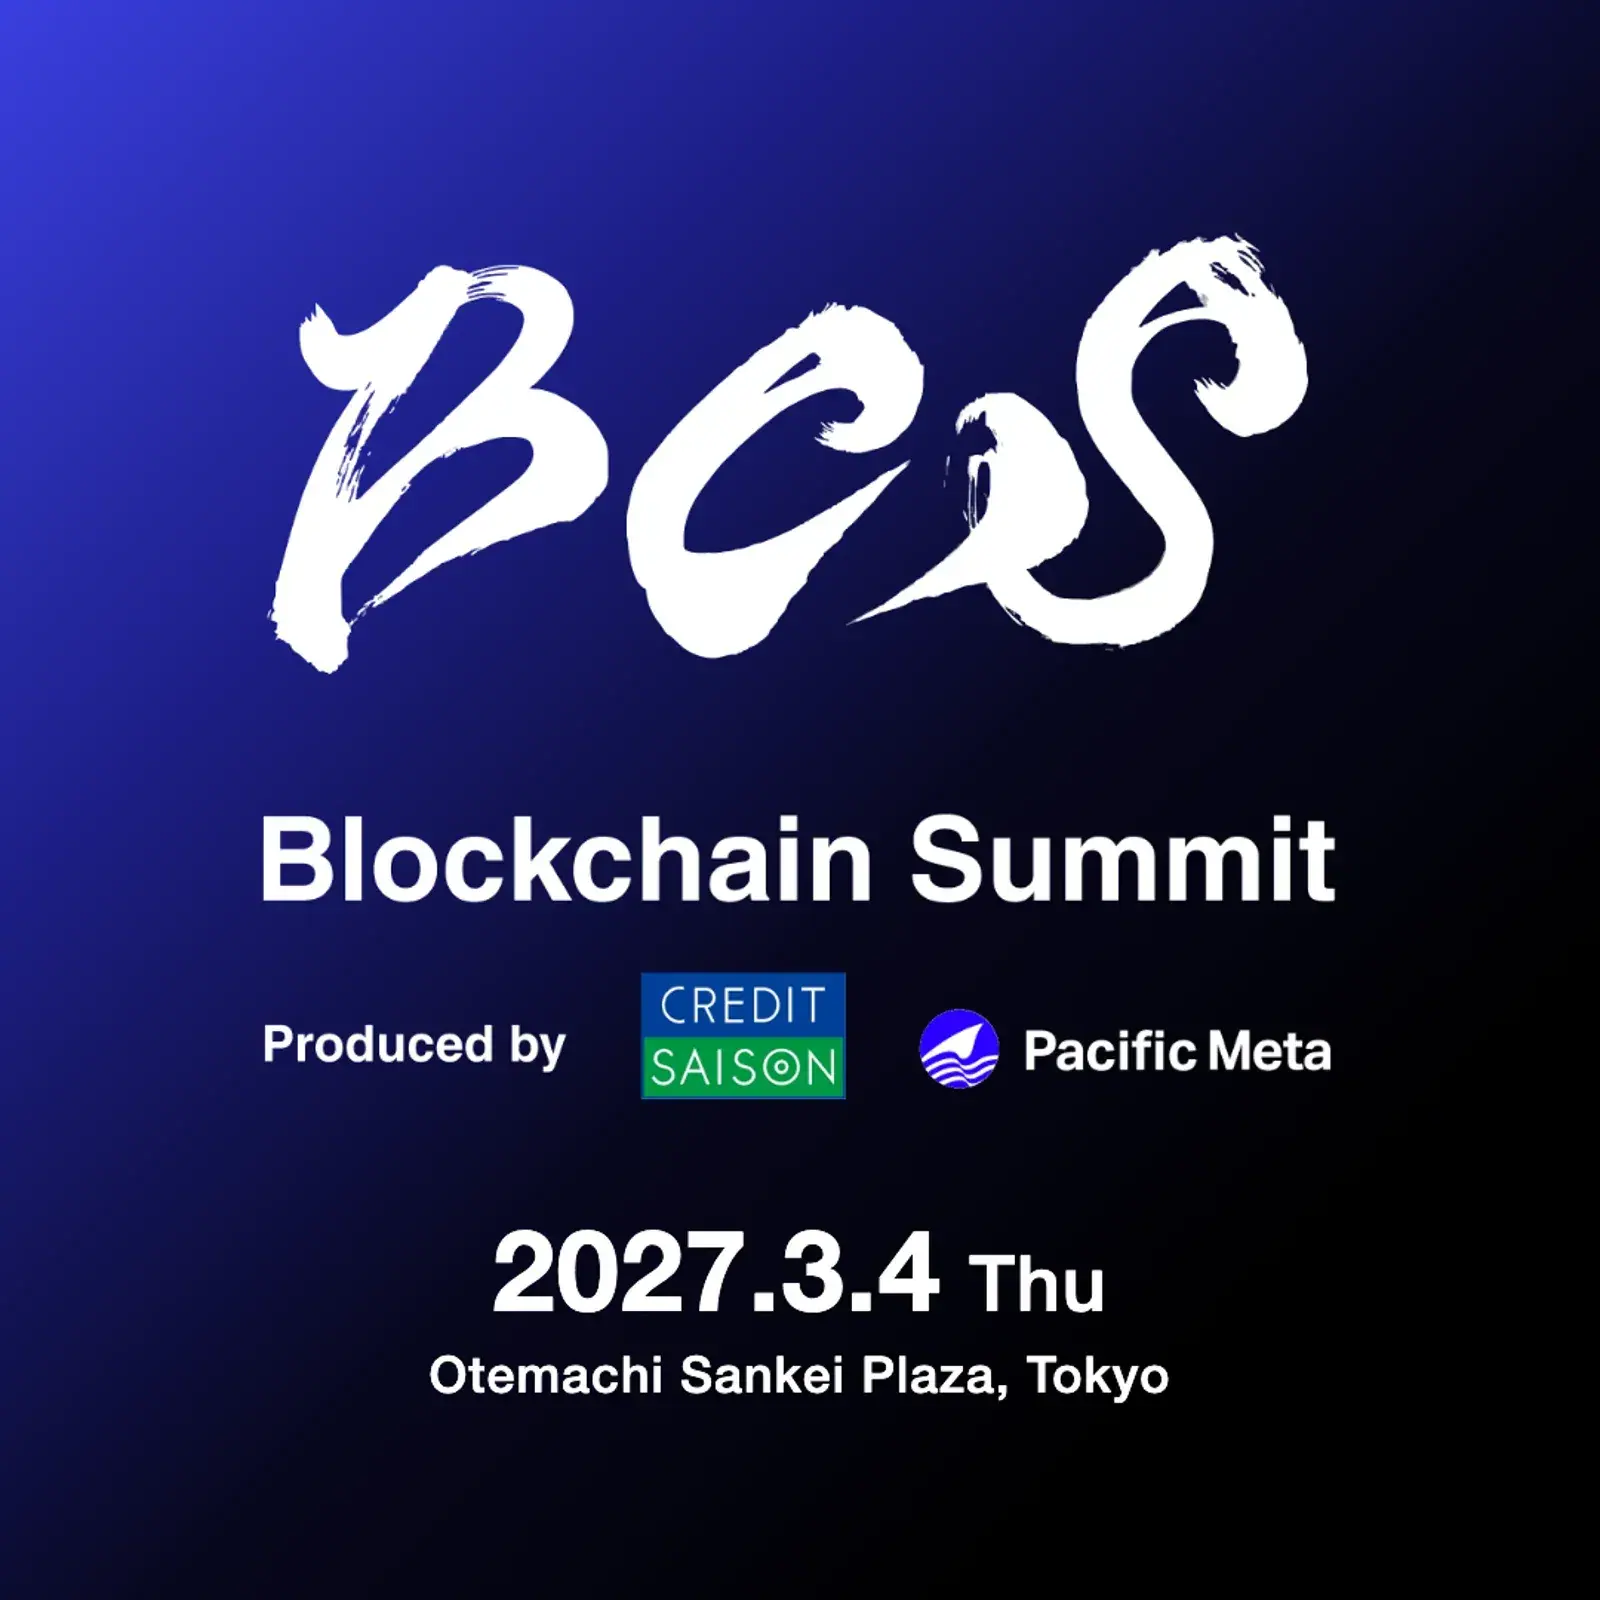 BCS
Blockchain Summit
Produced by
CREDIT
SAISON
Pacific Meta
2027.3.4 Thu
Otemachi Sankei Plaza, Tokyo